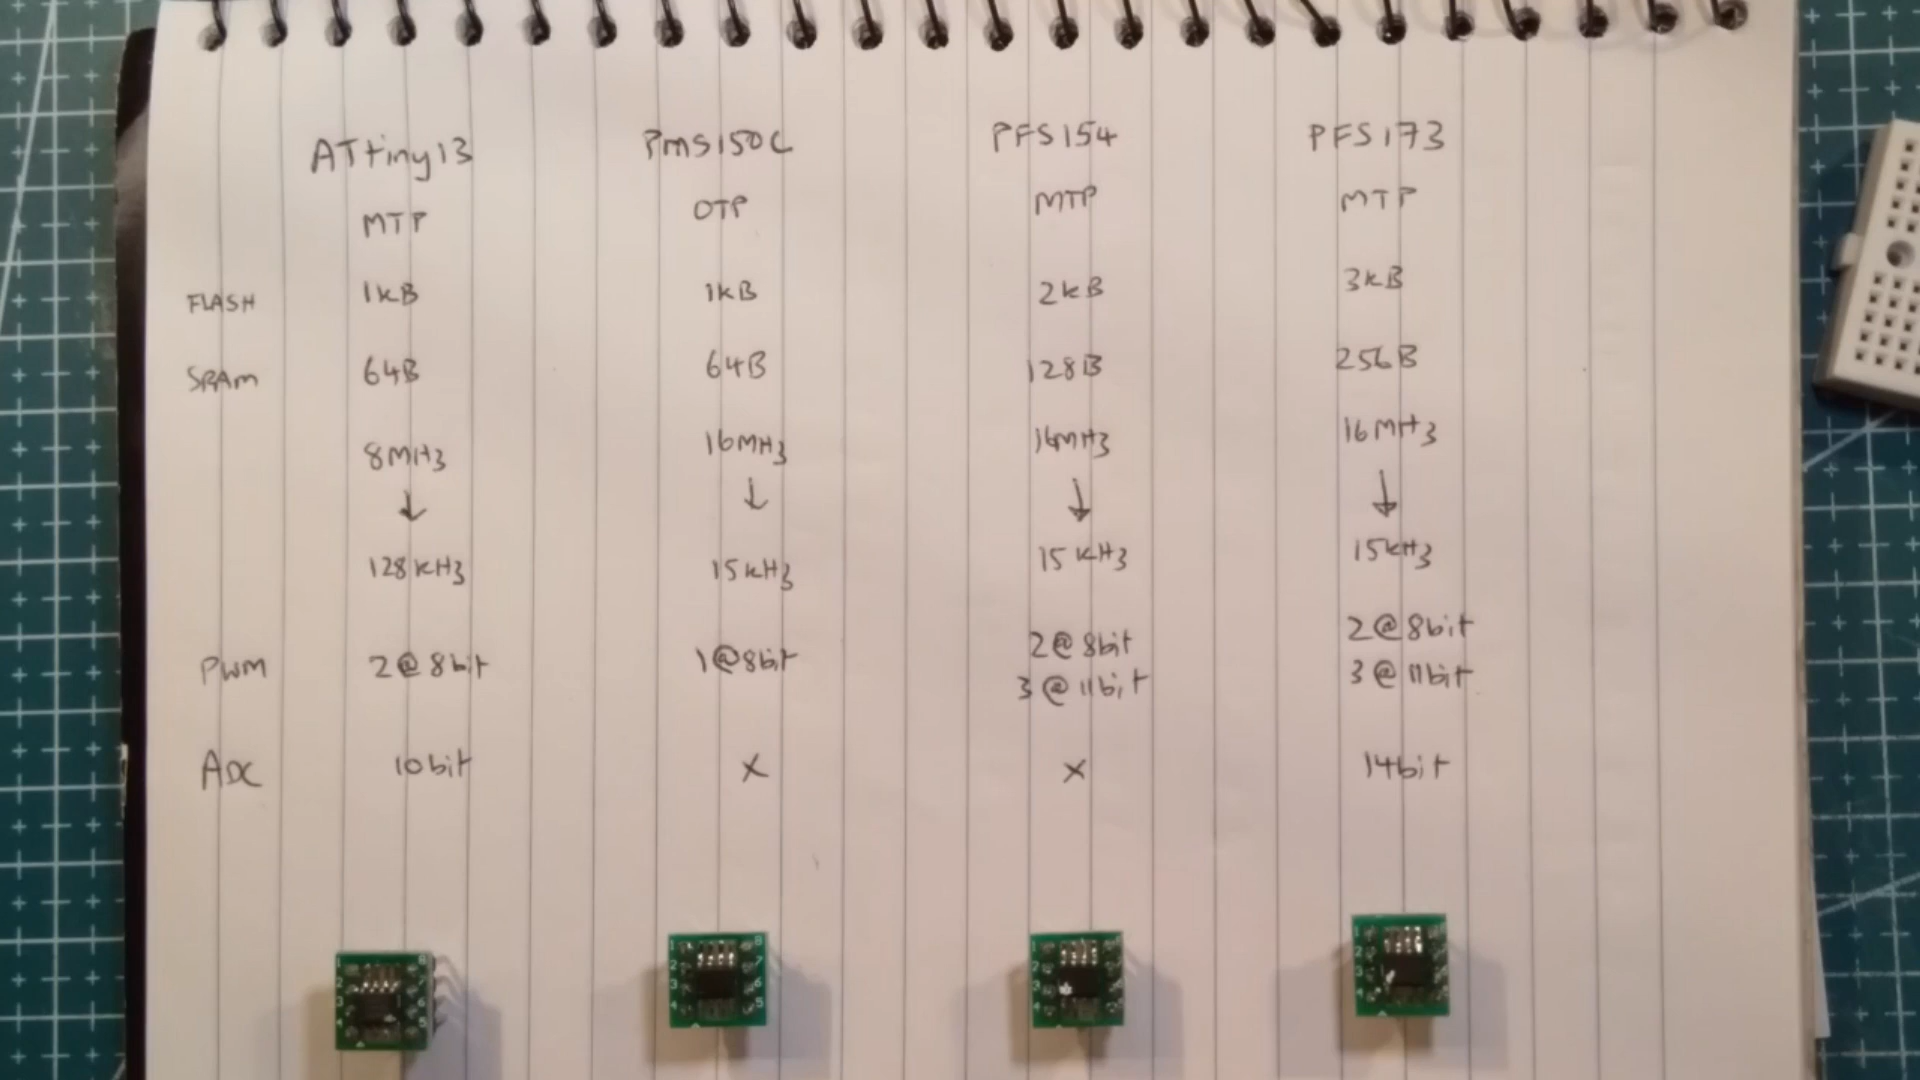 ATtiny13 PMS150C PFS154 PFS173
MTP OTP MTP MTP
FLASH 1kB 1kB 2kB 3kB
SRAM 64B 64B 128B 256B
8MHz 16MHz 16MHz 16MHz
↓ ↓ ↓ ↓
128kHz 15kHz 15kHz 15kHz
PWM 2@8bit 1@8bit 2@8bit 2@8bit
3@11bit 3@11bit
ADC 10bit X X 14bit